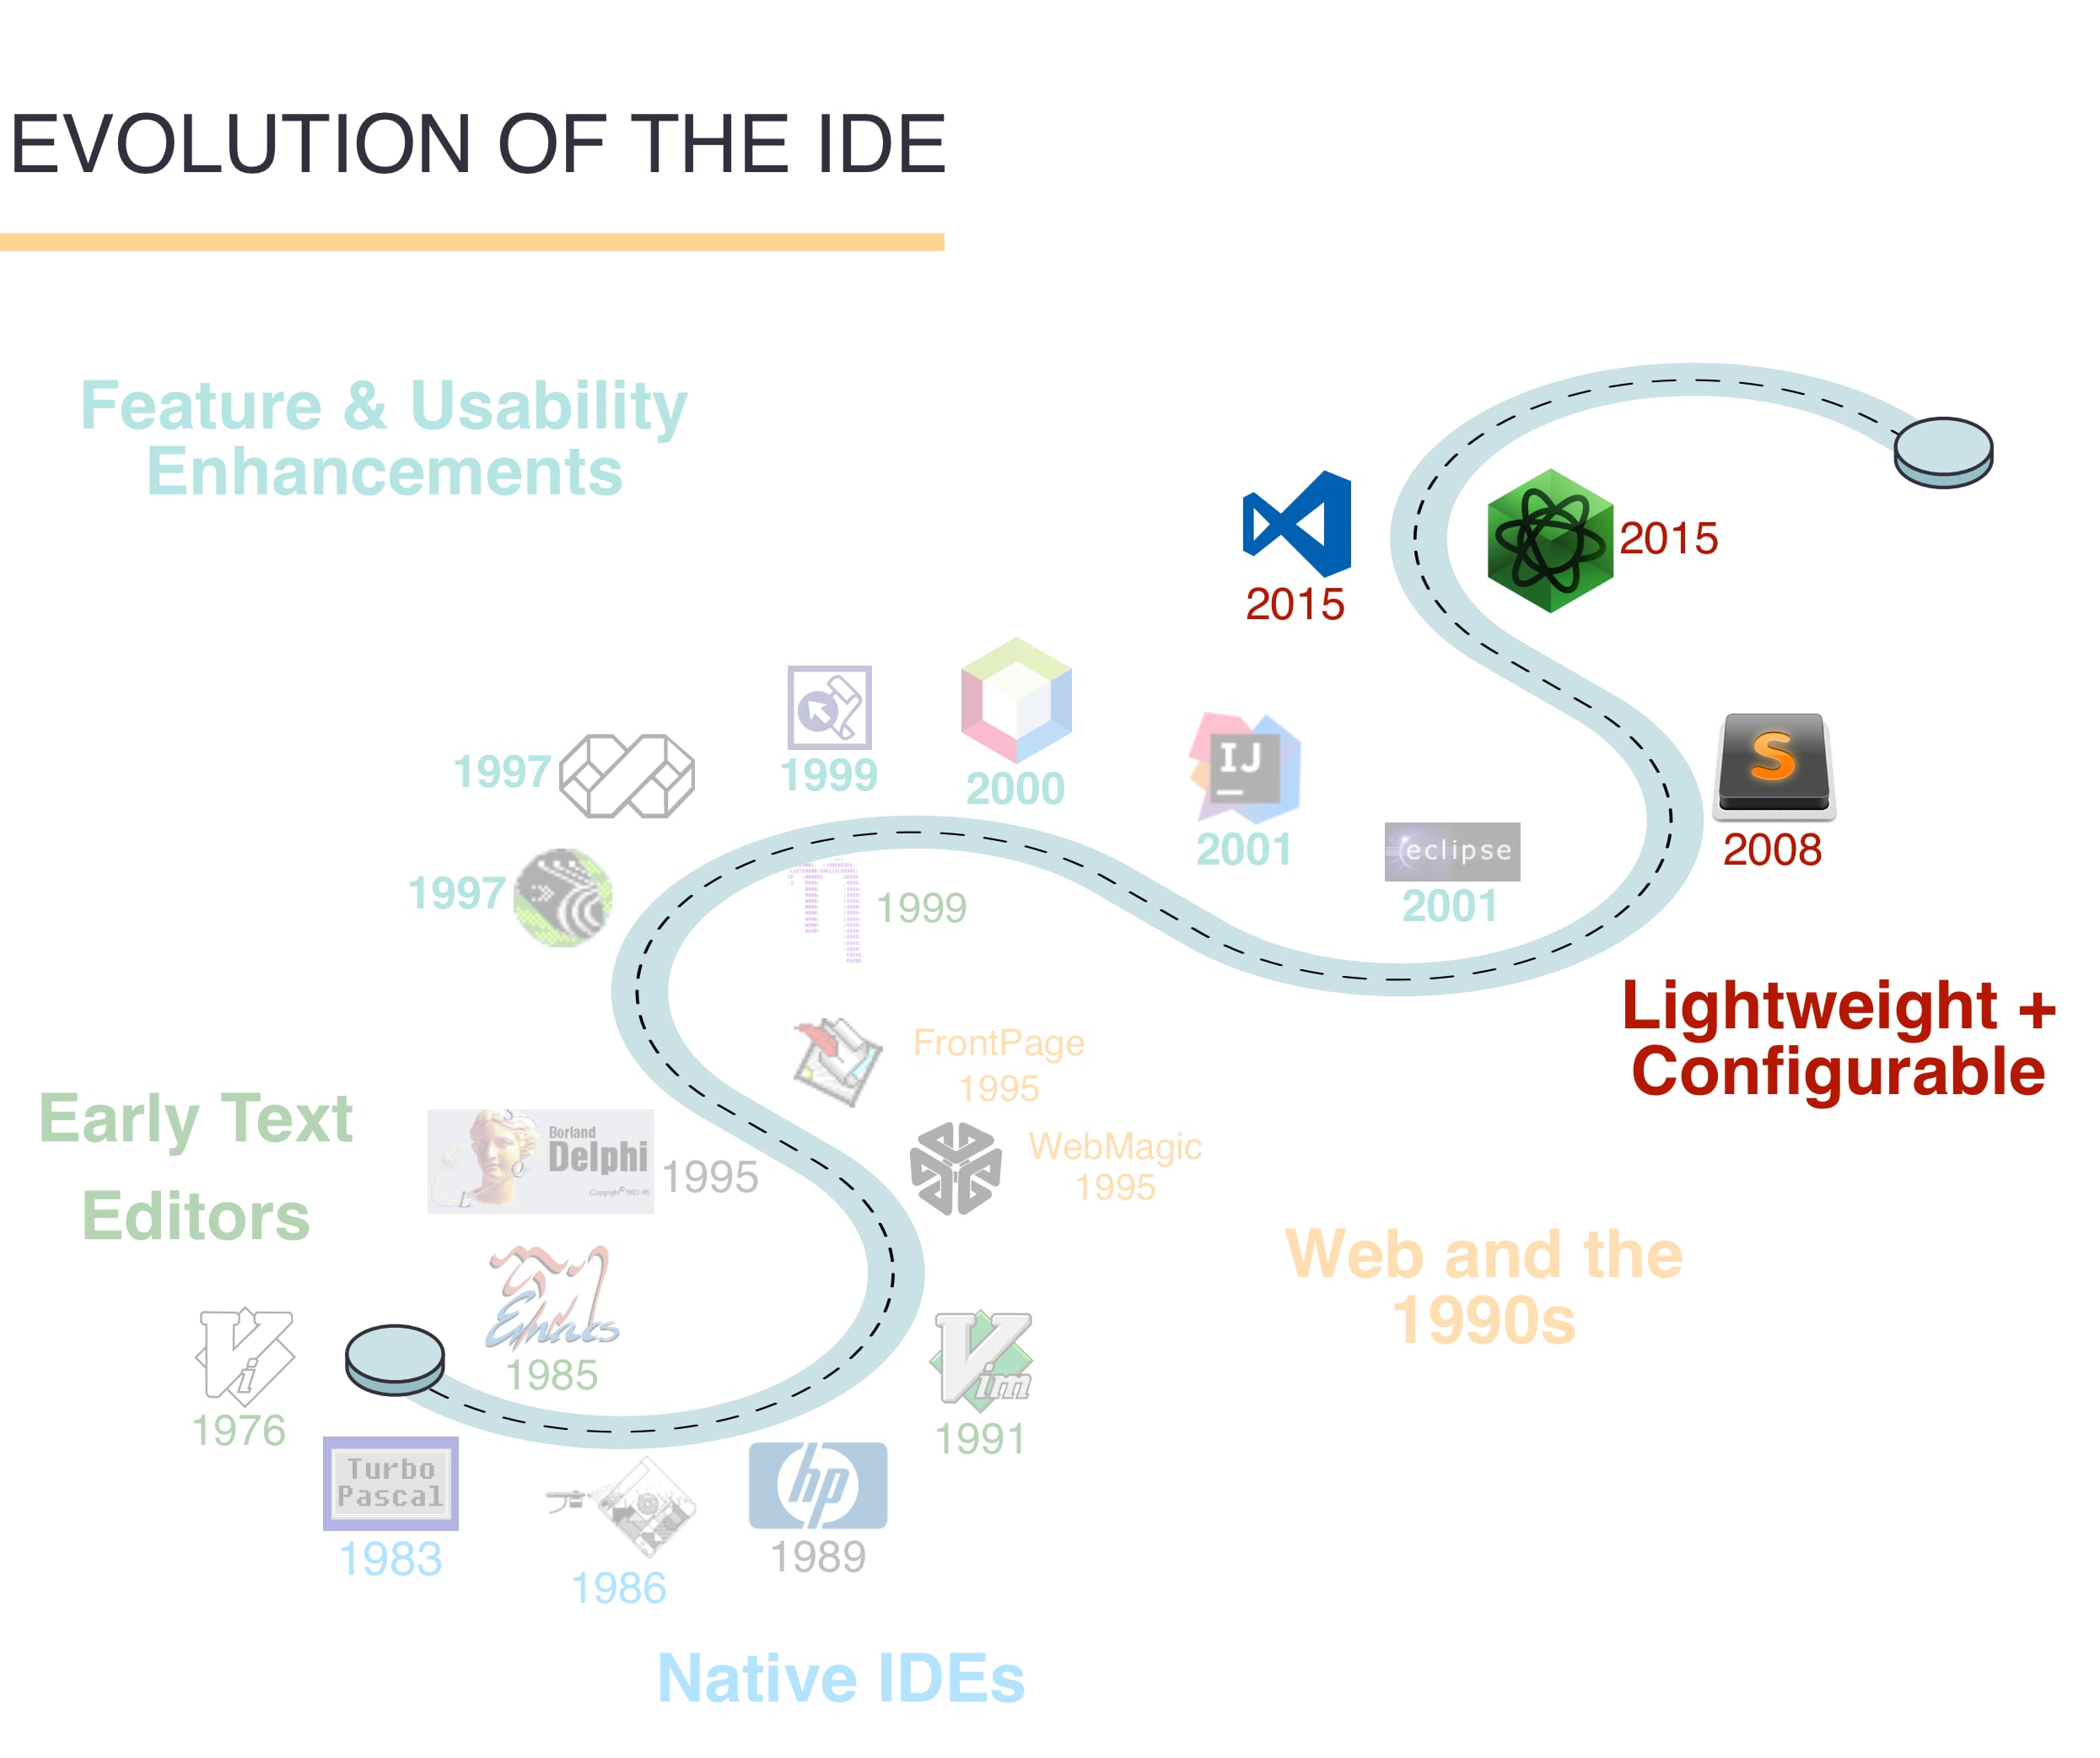 EVOLUTION OF THE IDE
Feature & Usability
Enhancements
2015
2015
1997
1999
2000
IJ
2001
eclipse
2001
S
2008
1997
1999
Lightweight +
Configurable
FrontPage
1995
WebMagic
1995
Early Text
Editors
Borland
Delphi
1995
Web and the
1990s
Vi
1976
Emacs
1985
Vim
1991
Turbo
Pascal
1983
1986
hp
1989
Native IDEs